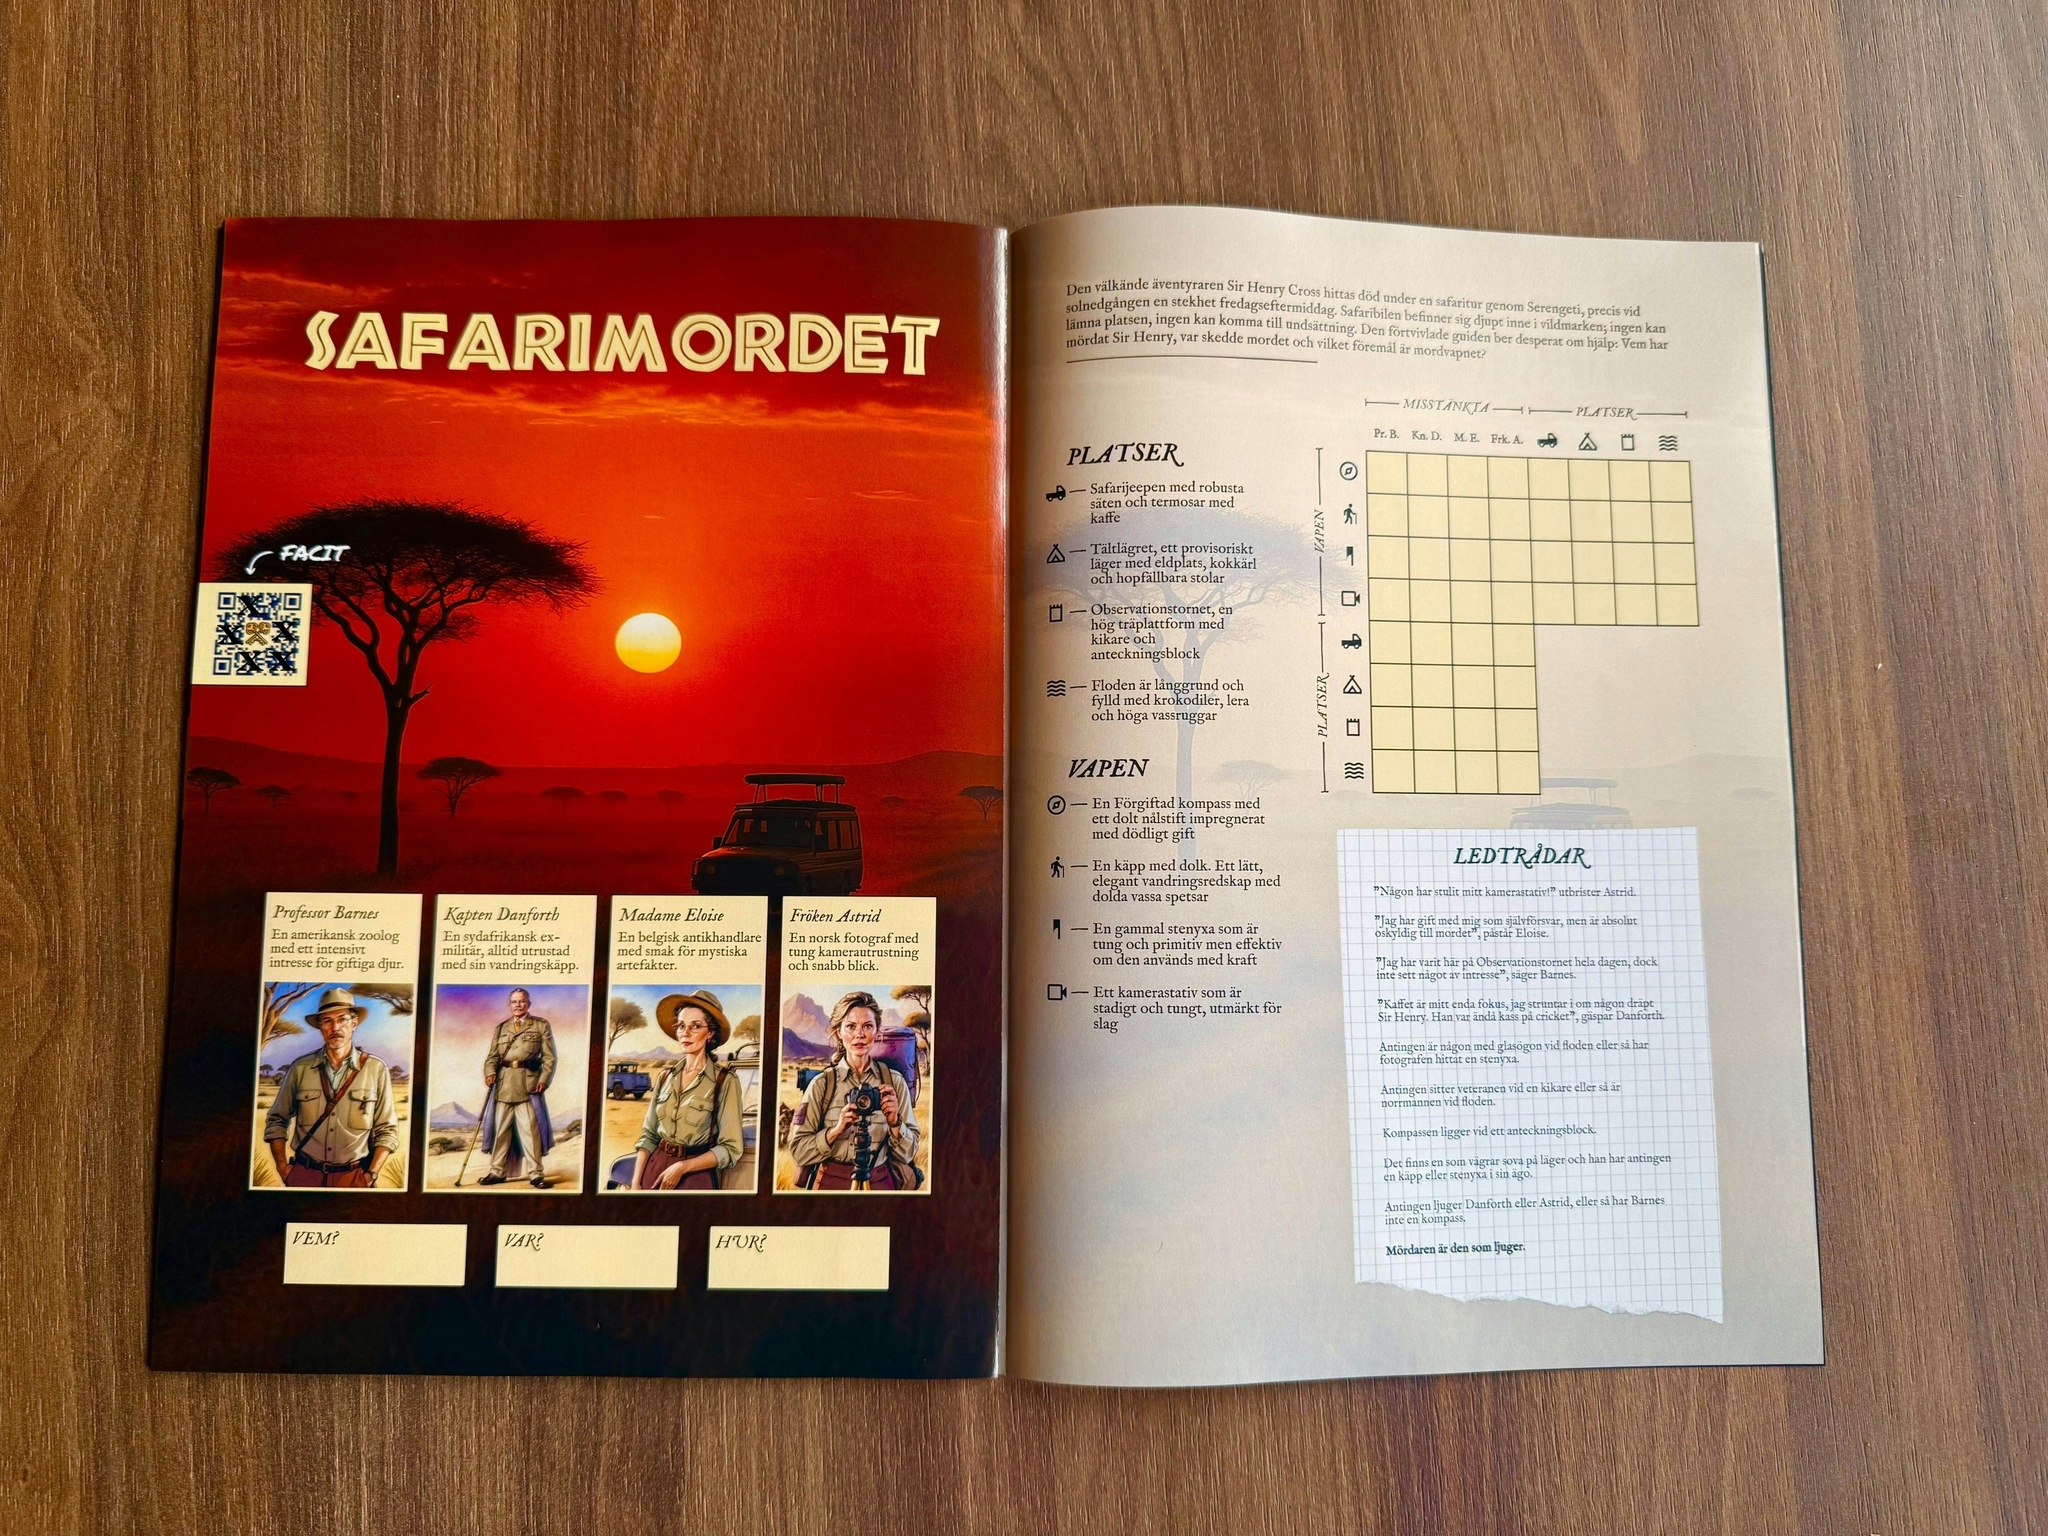 SAFARIMORDET
FACIT
Professor Barnes
En amerikansk zoolog
med ett intensivt
intresse för giftiga djur.
Kapten Danforth
En sydafrikansk ex-
militär, alltid utrustad
med sin vandringskäpp.
Madame Eloise
En belgisk antikhandlare
med smak för mystiska
artefakter.
Fröken Astrid
En norsk fotograf med
tung kamerautrustning
och snabb blick.
VEM?
VAR?
HUR?
Den välkände äventyraren Sir Henry Cross hittas död under en safaritur genom Serengeti, precis vid
solnedgången en stekhet fredagseftermiddag. Safaribilen befinner sig djupt inne i vildmarken; ingen kan
lämna platsen, ingen kan komma till undsättning. Den förtvivlade guiden ber desperat om hjälp: Vem har
mördat Sir Henry, var skedde mordet och vilket föremål är mordvapnet?
PLATSER
Safarijeepen med robusta
säten och termosar med
kaffe
Tältlägret, ett provisoriskt
läger med eldplats, kokkärl
och hopfällbara stolar
Observationstornet, en
hög träplattform med
kikare och
anteckningsblock
Floden är långgrund och
fylld med krokodiler, lera
och höga vassruggar
VAPEN
En Förgiftad kompass med
ett dolt nålstift impregnerat
med dödligt gift
En käpp med dolk. Ett lätt,
elegant vandringsredskap med
dolda vassa spetsar
En gammal stenyxa som är
tung och primitiv men effektiv
om den används med kraft
Ett kamerastativ som är
stadigt och tungt, utmärkt för
slag
MISSTÄNKTA
PLATSER
Pr. B. Kn. D. M. E. Frk. A.
VAPEN
PLATSER
LEDTRÅDAR
"Någon har stulit mitt kamerastativ!" utbrister Astrid.
"Jag har gift med mig som självförsvar, men är absolut
oskyldig till mordet", påstår Eloise.
"Jag har varit här på Observationstornet hela dagen, dock
inte sett något av intresse", säger Barnes.
"Kaffet är mitt enda fokus, jag struntar i om någon dräpt
Sir Henry. Han var ändå kass på cricket", gäspar Danforth.
Antingen är någon med glasögon vid floden eller så har
fotografen hittat en stenyxa.
Antingen sitter veteranen vid en kikare eller så är
norrmannen vid floden.
Kompassen ligger vid ett anteckningsblock.
Det finns en som vägrar sova på läger och han har antingen
en käpp eller stenyxa i sin ägo.
Antingen ljuger Danforth eller Astrid, eller så har Barnes
inte en kompass.
Mördaren är den som ljuger.